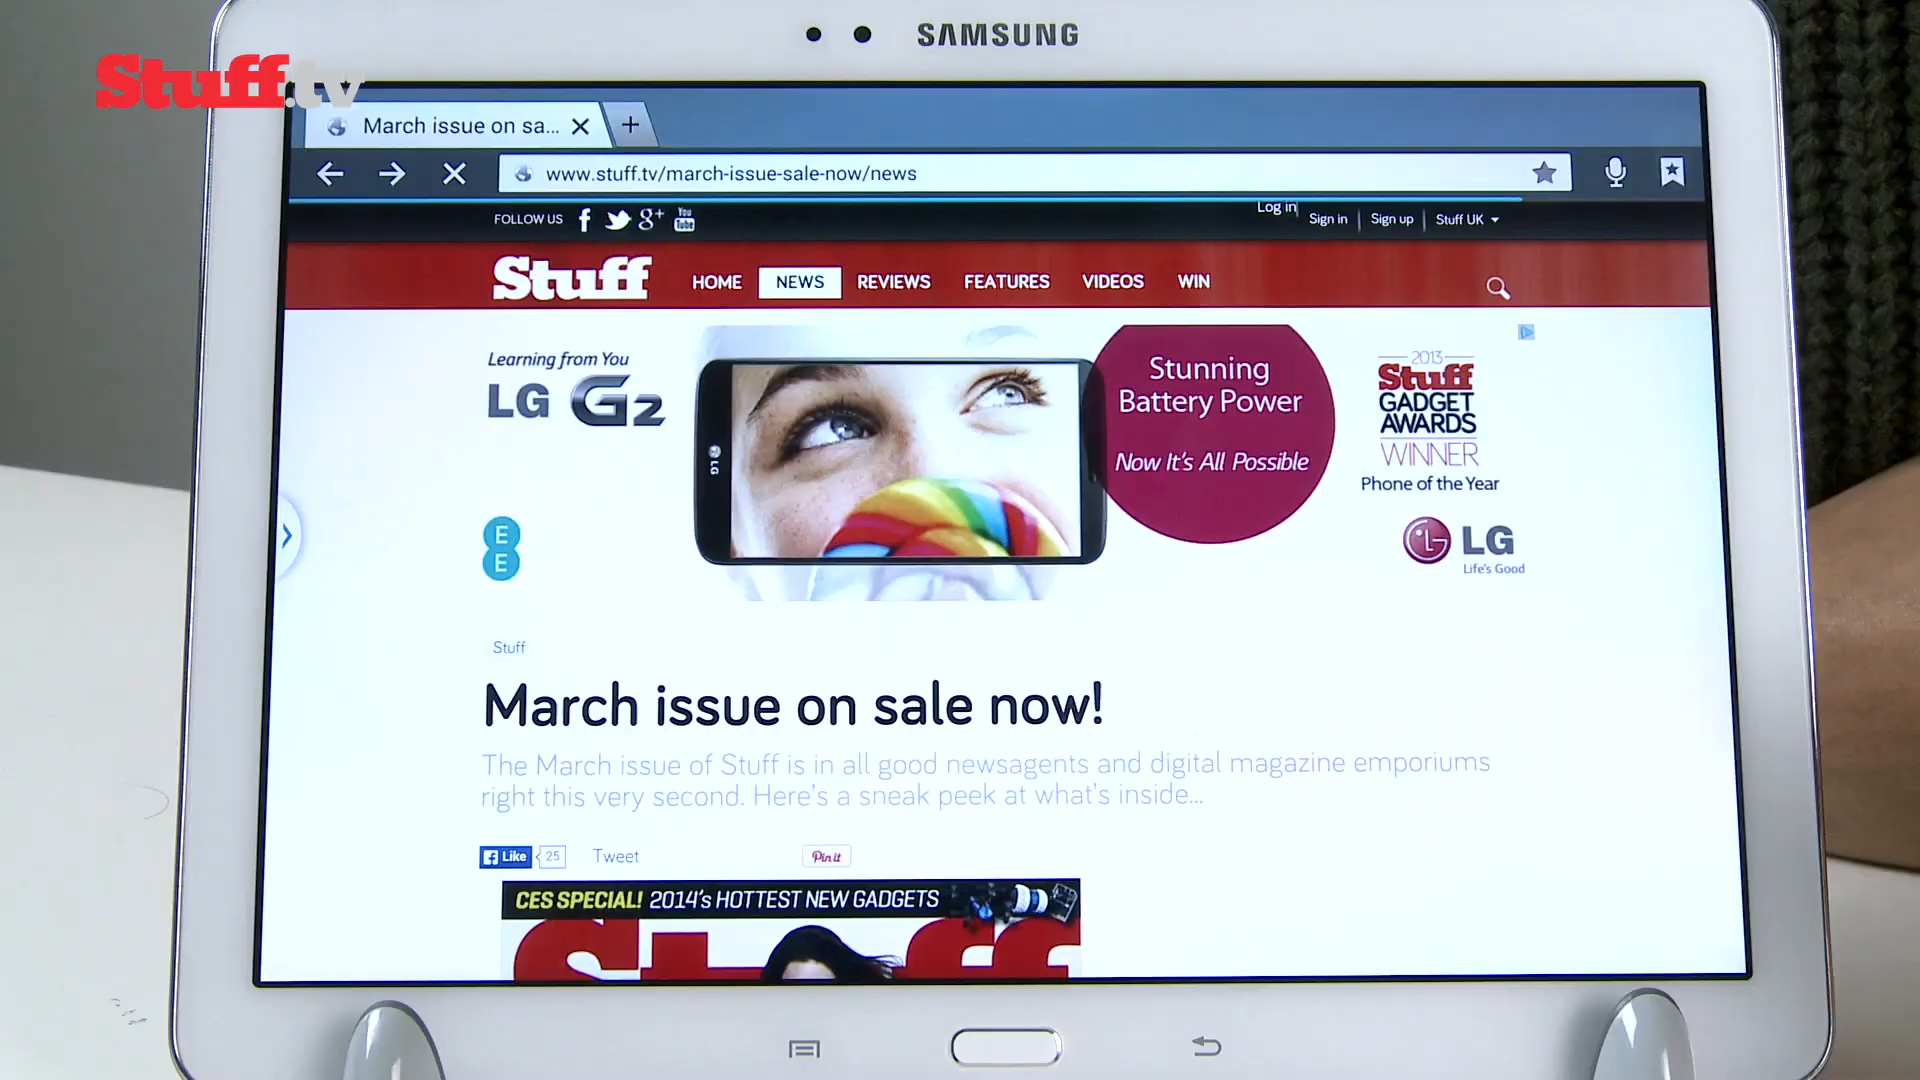 SAMSUNG
Stuff.tv
March issue on sa...
www.stuff.tv/march-issue-sale-now/news
FOLLOW US
You
Tube
Log in
Sign in
Sign up
Stuff UK
Stuff
HOME
NEWS
REVIEWS
FEATURES
VIDEOS
WIN
Learning from You
LG G2
LG
Stunning
Battery Power
Now It's All Possible
2013
Stuff
GADGET
AWARDS
WINNER
Phone of the Year
EE
LG
Life's Good
Stuff
March issue on sale now!
The March issue of Stuff is in all good newsagents and digital magazine emporiums
right this very second. Here's a sneak peek at what's inside...
Like
25
Tweet
Pin it
CES SPECIAL! 2014's HOTTEST NEW GADGETS
Stuff